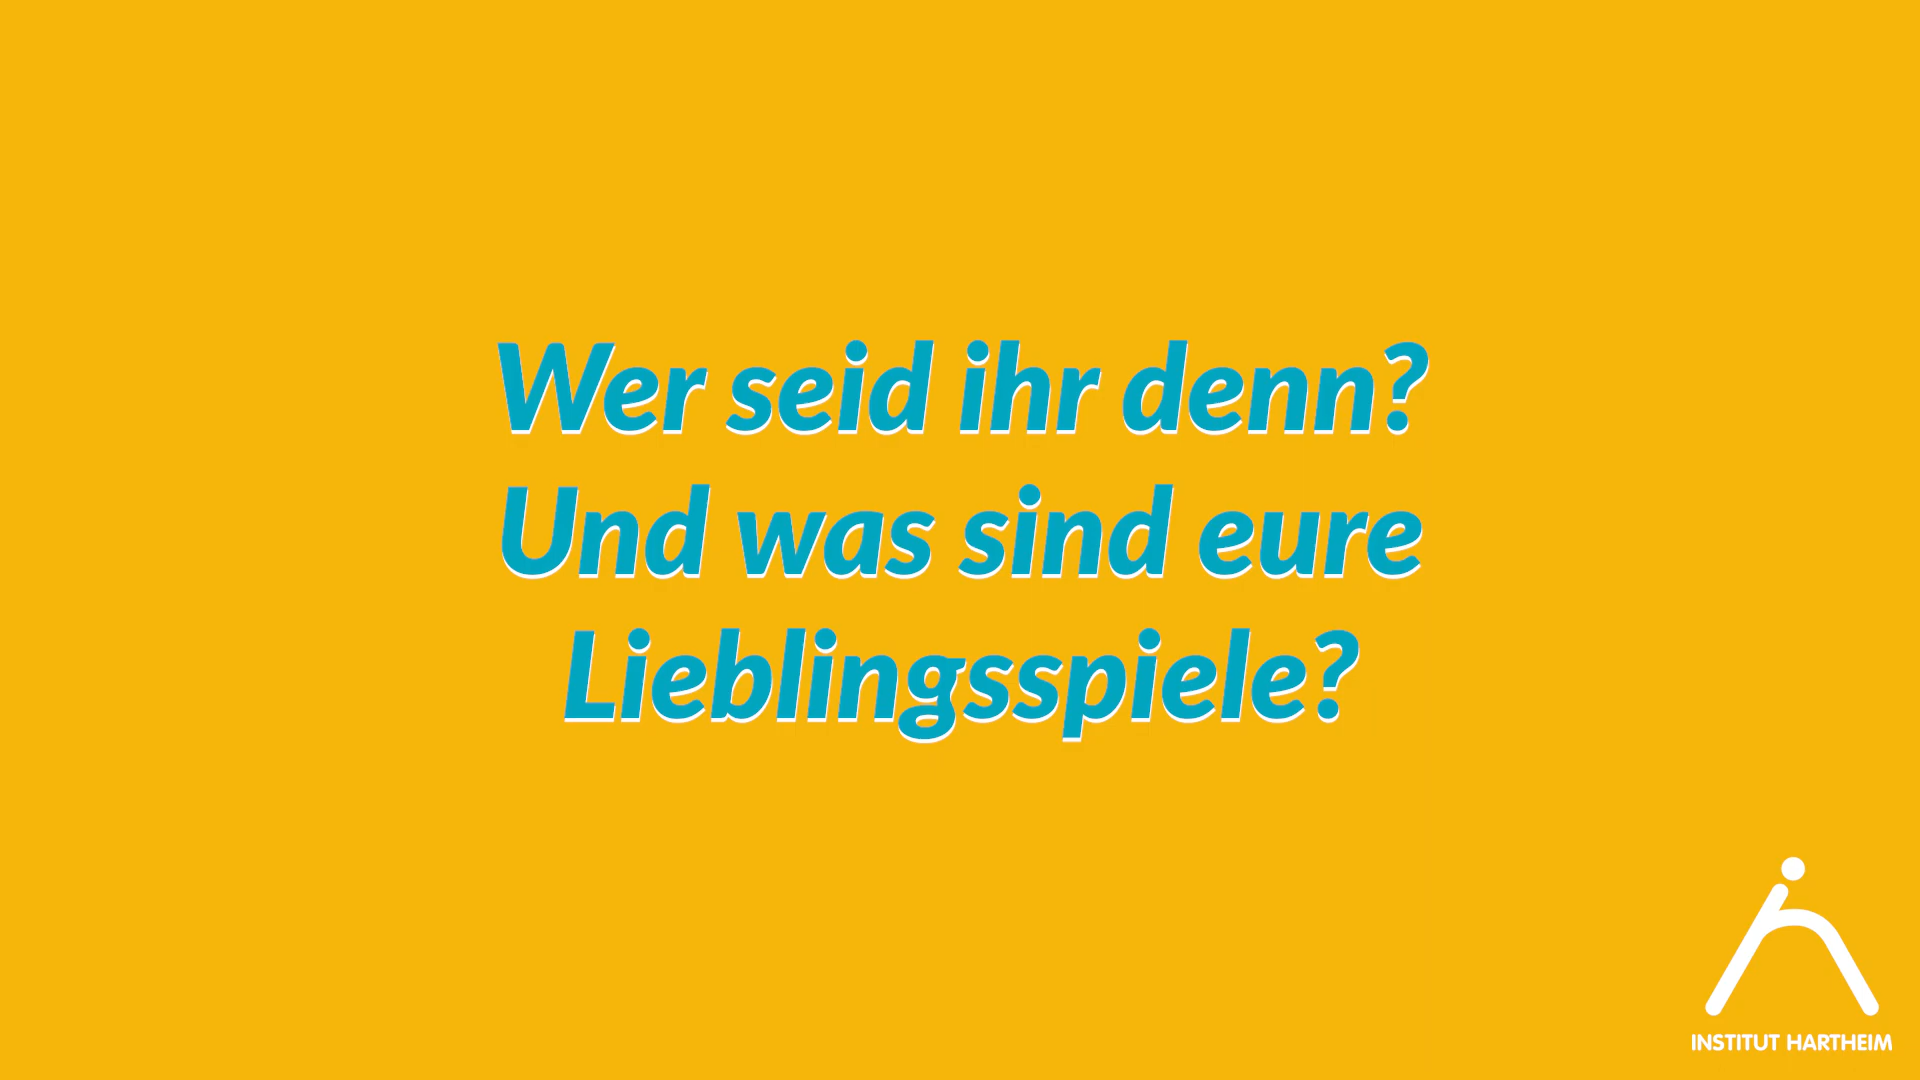 Wer seid ihr denn?
Und was sind eure
Lieblingsspiele?
INSTITUT HARTHEIM